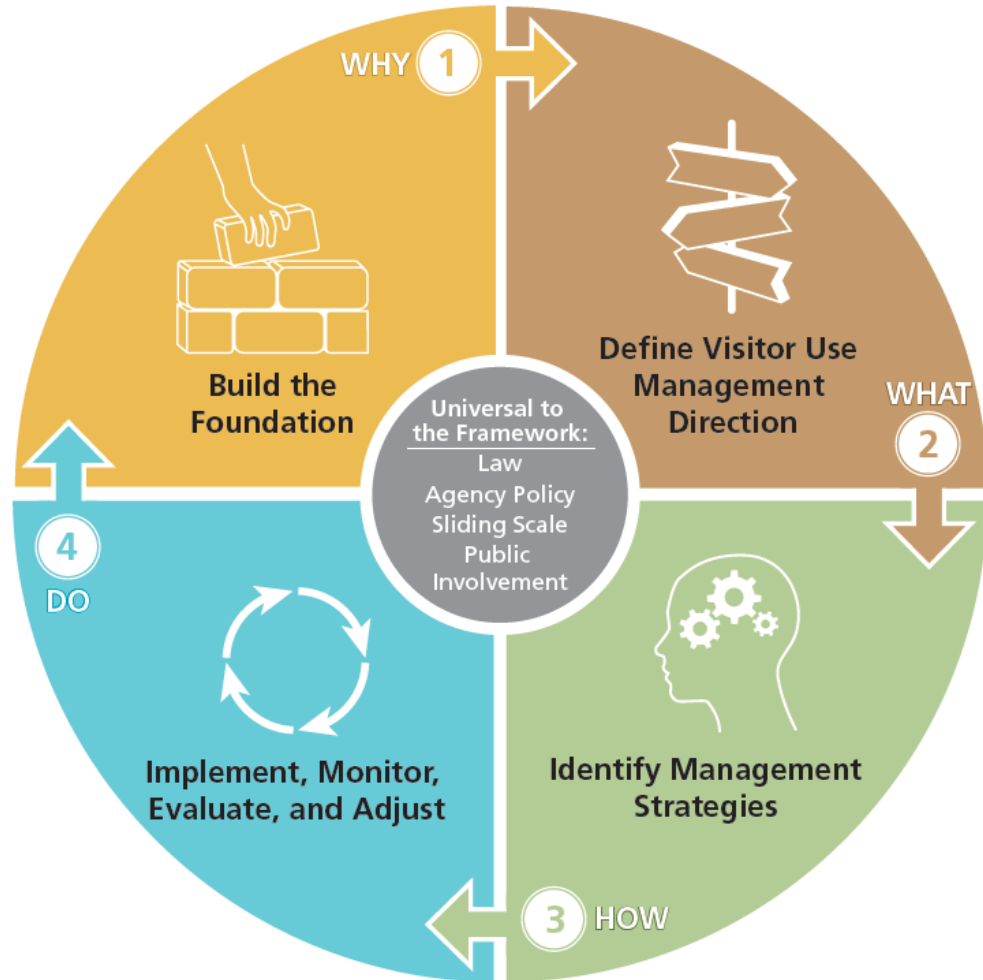 WHY 1
Build the
Foundation
Define Visitor Use
Management
Direction
WHAT
2
Universal to
the Framework:
Law
Agency Policy
Sliding Scale
Public
Involvement
Identify Management
Strategies
3 HOW
4
DO
Implement, Monitor,
Evaluate, and Adjust